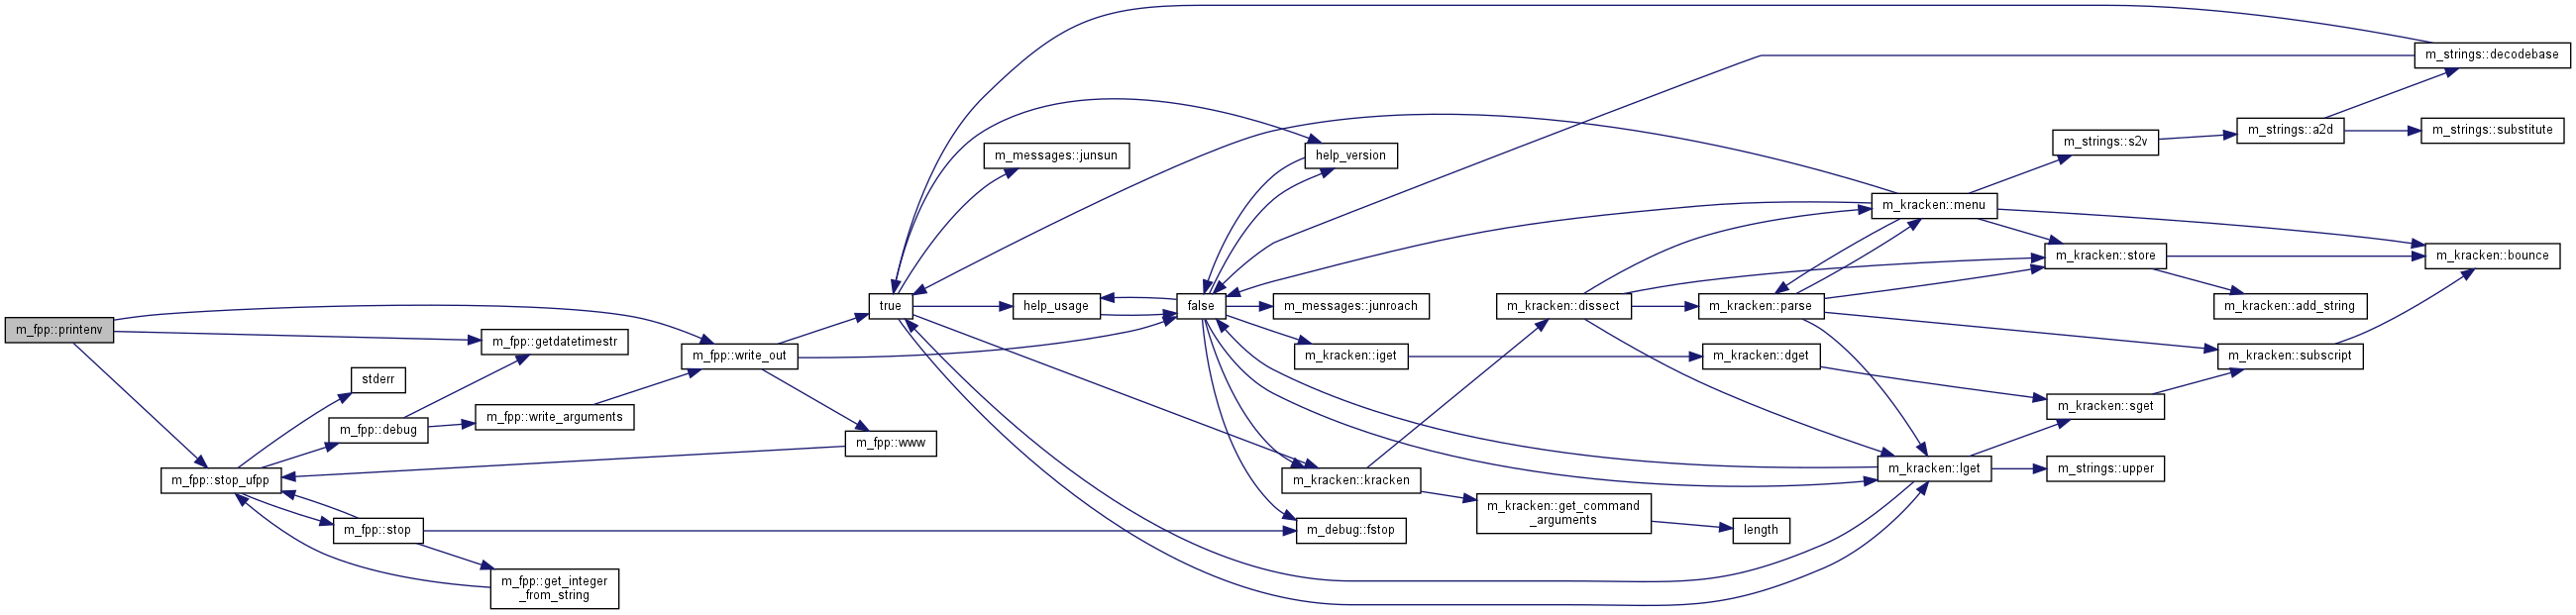 m_fpp::printenv
m_fpp::getdatetimestr
stderr
m_fpp::debug
m_fpp::write_arguments
m_fpp::stop_ufpp
m_fpp::stop
m_fpp::get_integer
_from_string
m_fpp::write_out
m_fpp::www
true
m_messages::junsun
help_usage
false
help_version
m_messages::junroach
m_kracken::iget
m_kracken::kracken
m_debug::fstop
m_kracken::dissect
m_kracken::get_command
_arguments
length
m_kracken::dget
m_kracken::parse
m_kracken::menu
m_kracken::lget
m_strings::s2v
m_kracken::store
m_kracken::sget
m_strings::upper
m_strings::a2d
m_kracken::add_string
m_kracken::subscript
m_strings::decodebase
m_strings::substitute
m_kracken::bounce